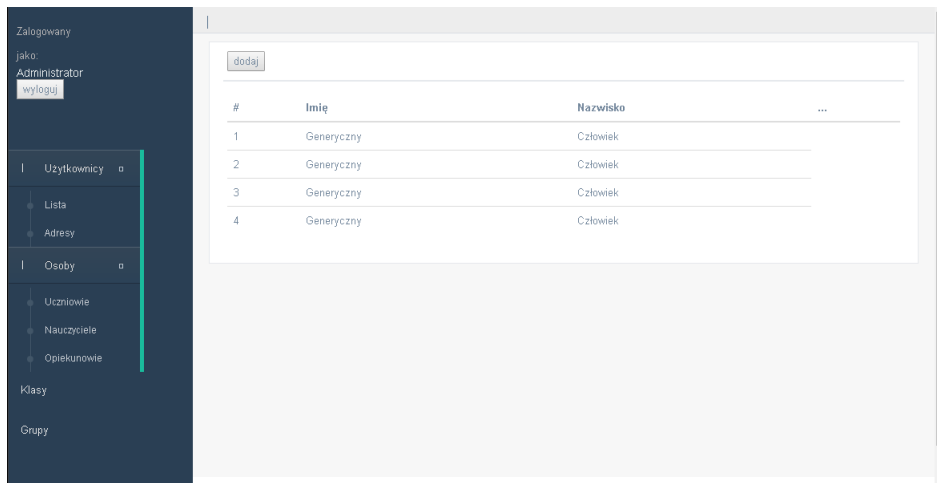 Zalogowany
jako:
Administrator
wyloguj
Użytkownicy
Lista
Adresy
Osoby
Uczniowie
Nauczyciele
Opiekunowie
Klasy
Grupy
dodaj
# Imię Nazwisko ...
1 Generyczny Człowiek
2 Generyczny Człowiek
3 Generyczny Człowiek
4 Generyczny Człowiek